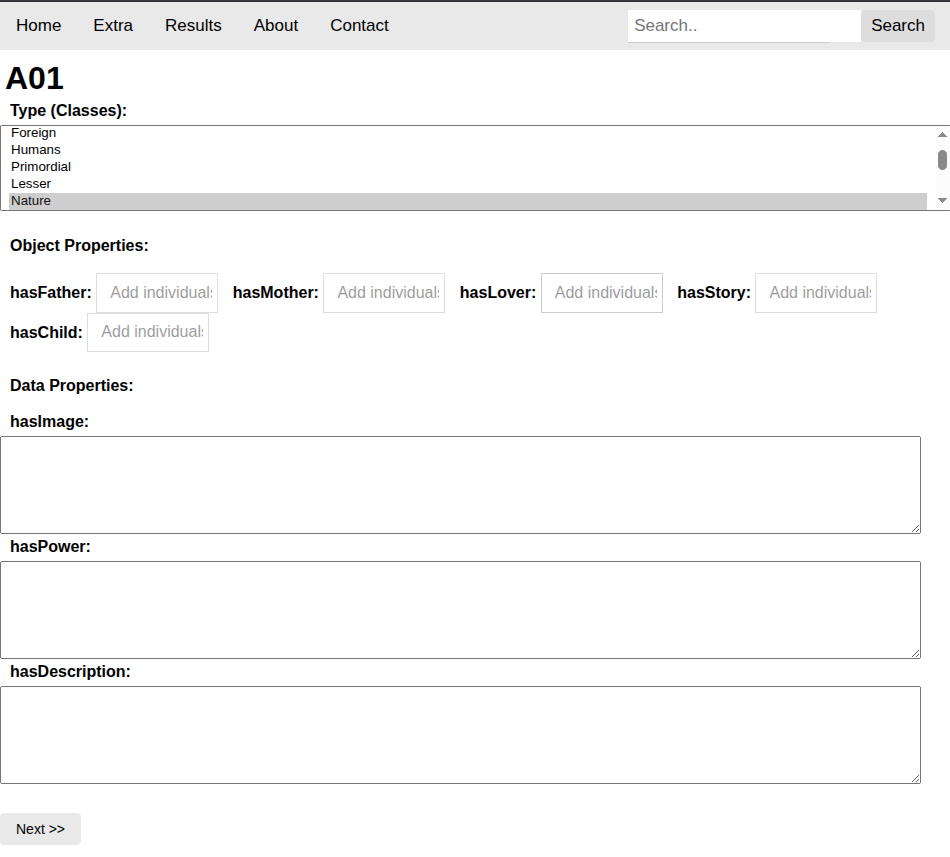 Home Extra Results About Contact Search.. Search
A01
Type (Classes):
Foreign
Humans
Primordial
Lesser
Nature
Object Properties:
hasFather: Add individuals hasMother: Add individuals hasLover: Add individuals hasStory: Add individuals
hasChild: Add individuals
Data Properties:
hasImage:
hasPower:
hasDescription:
Next >>